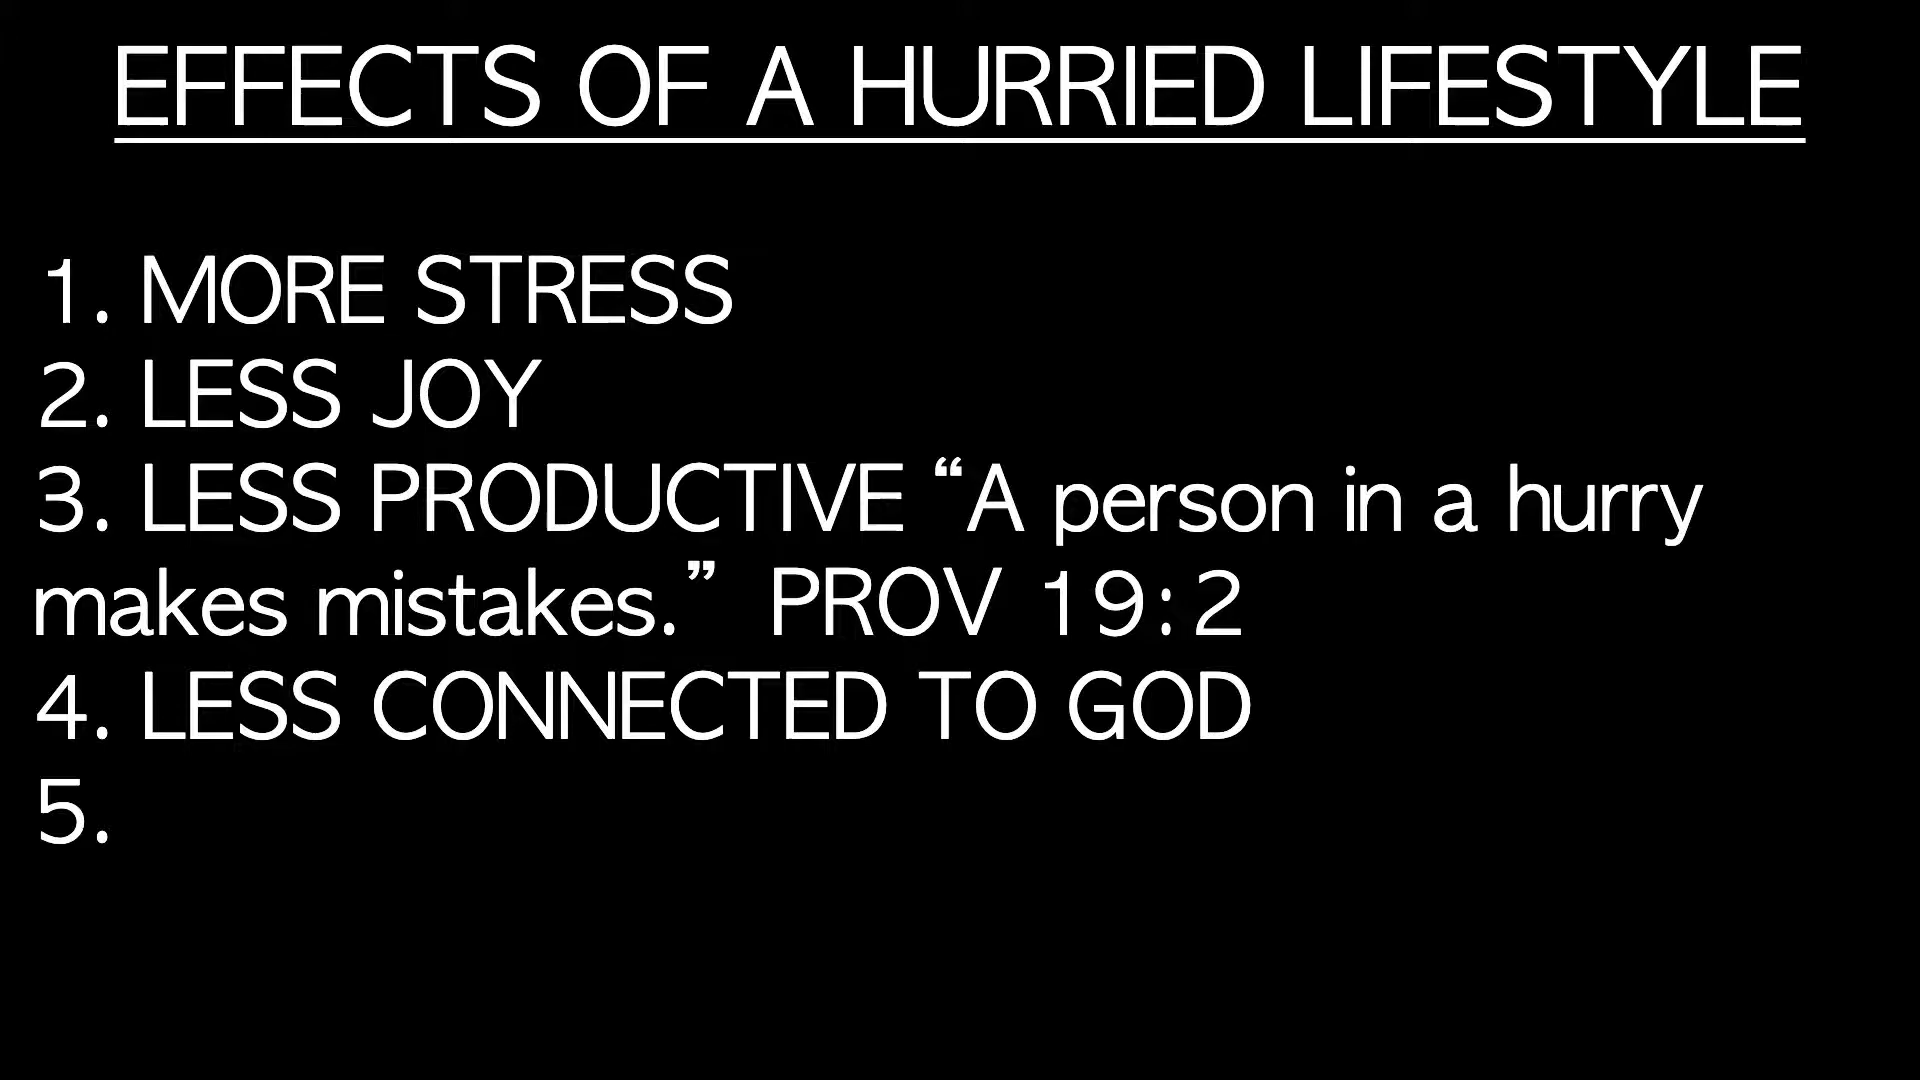 EFFECTS OF A HURRIED LIFESTYLE
1. MORE STRESS
2. LESS JOY
3. LESS PRODUCTIVE “A person in a hurry
makes mistakes.” PROV 19:2
4. LESS CONNECTED TO GOD
5.